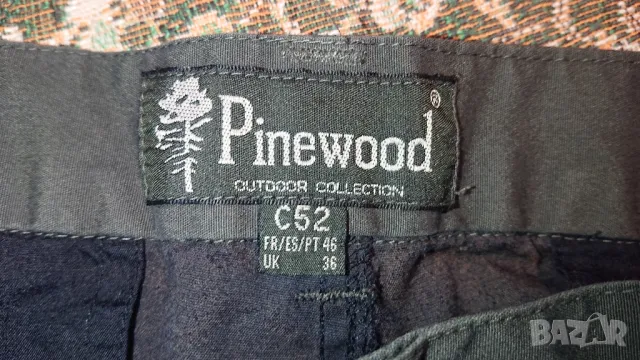 Pinewood®
OUTDOOR COLLECTION
C52
FR/ES/PT 46
UK 36
BAZAR